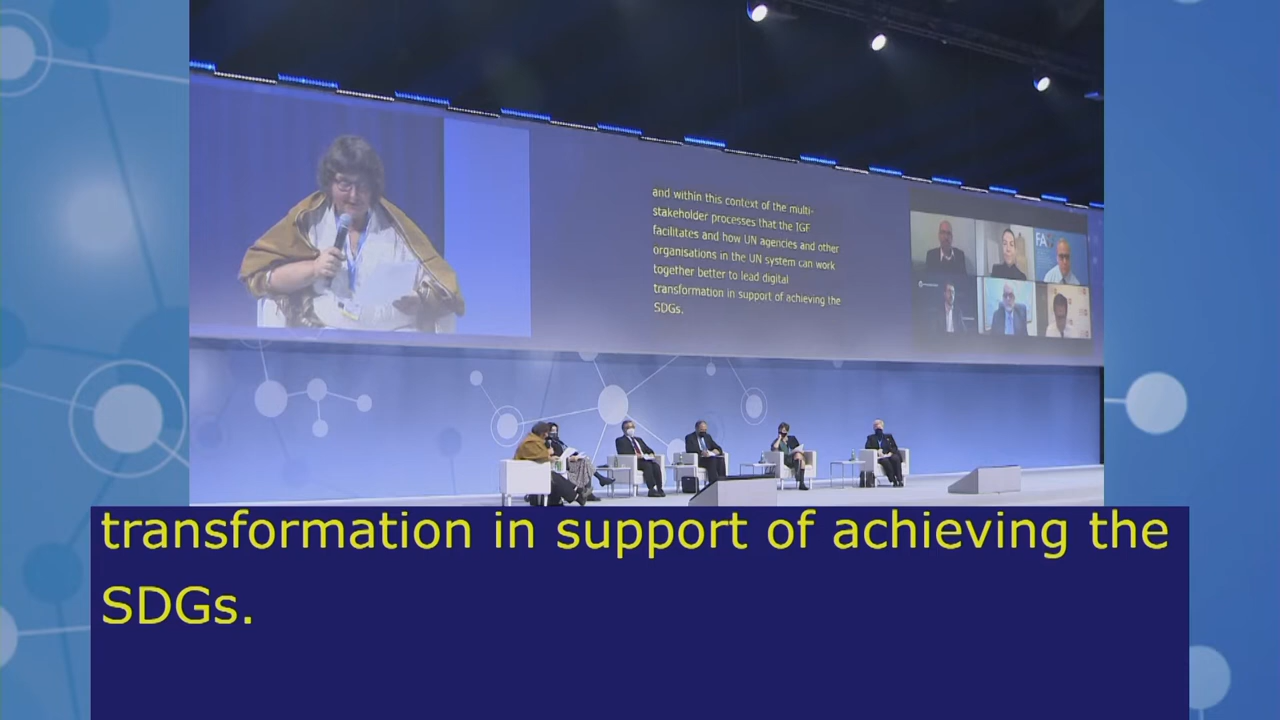 and within this context of the multi-
stakeholder processes that the IGF
facilitates and how UN agencies and other
organisations in the UN system can work
together better to lead digital
transformation in support of achieving the
SDGs.
transformation in support of achieving the
SDGs.